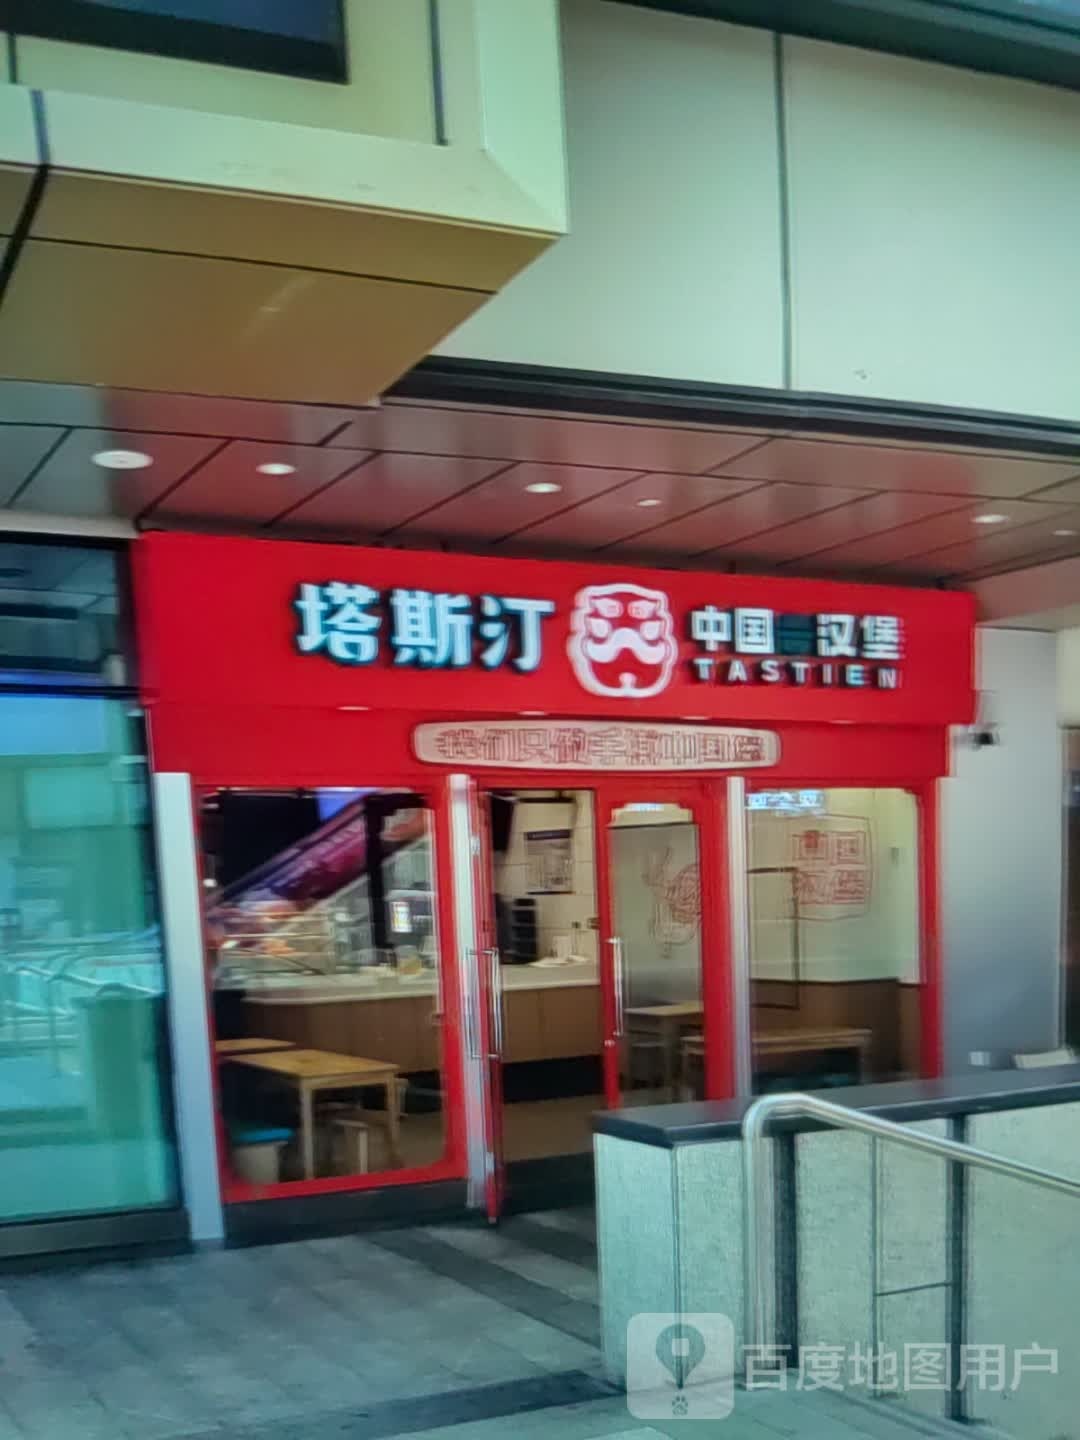 塔斯汀 中国 汉堡
TASTIEN
我们只做手擀中国堡
中国
汉堡
百度地图用户